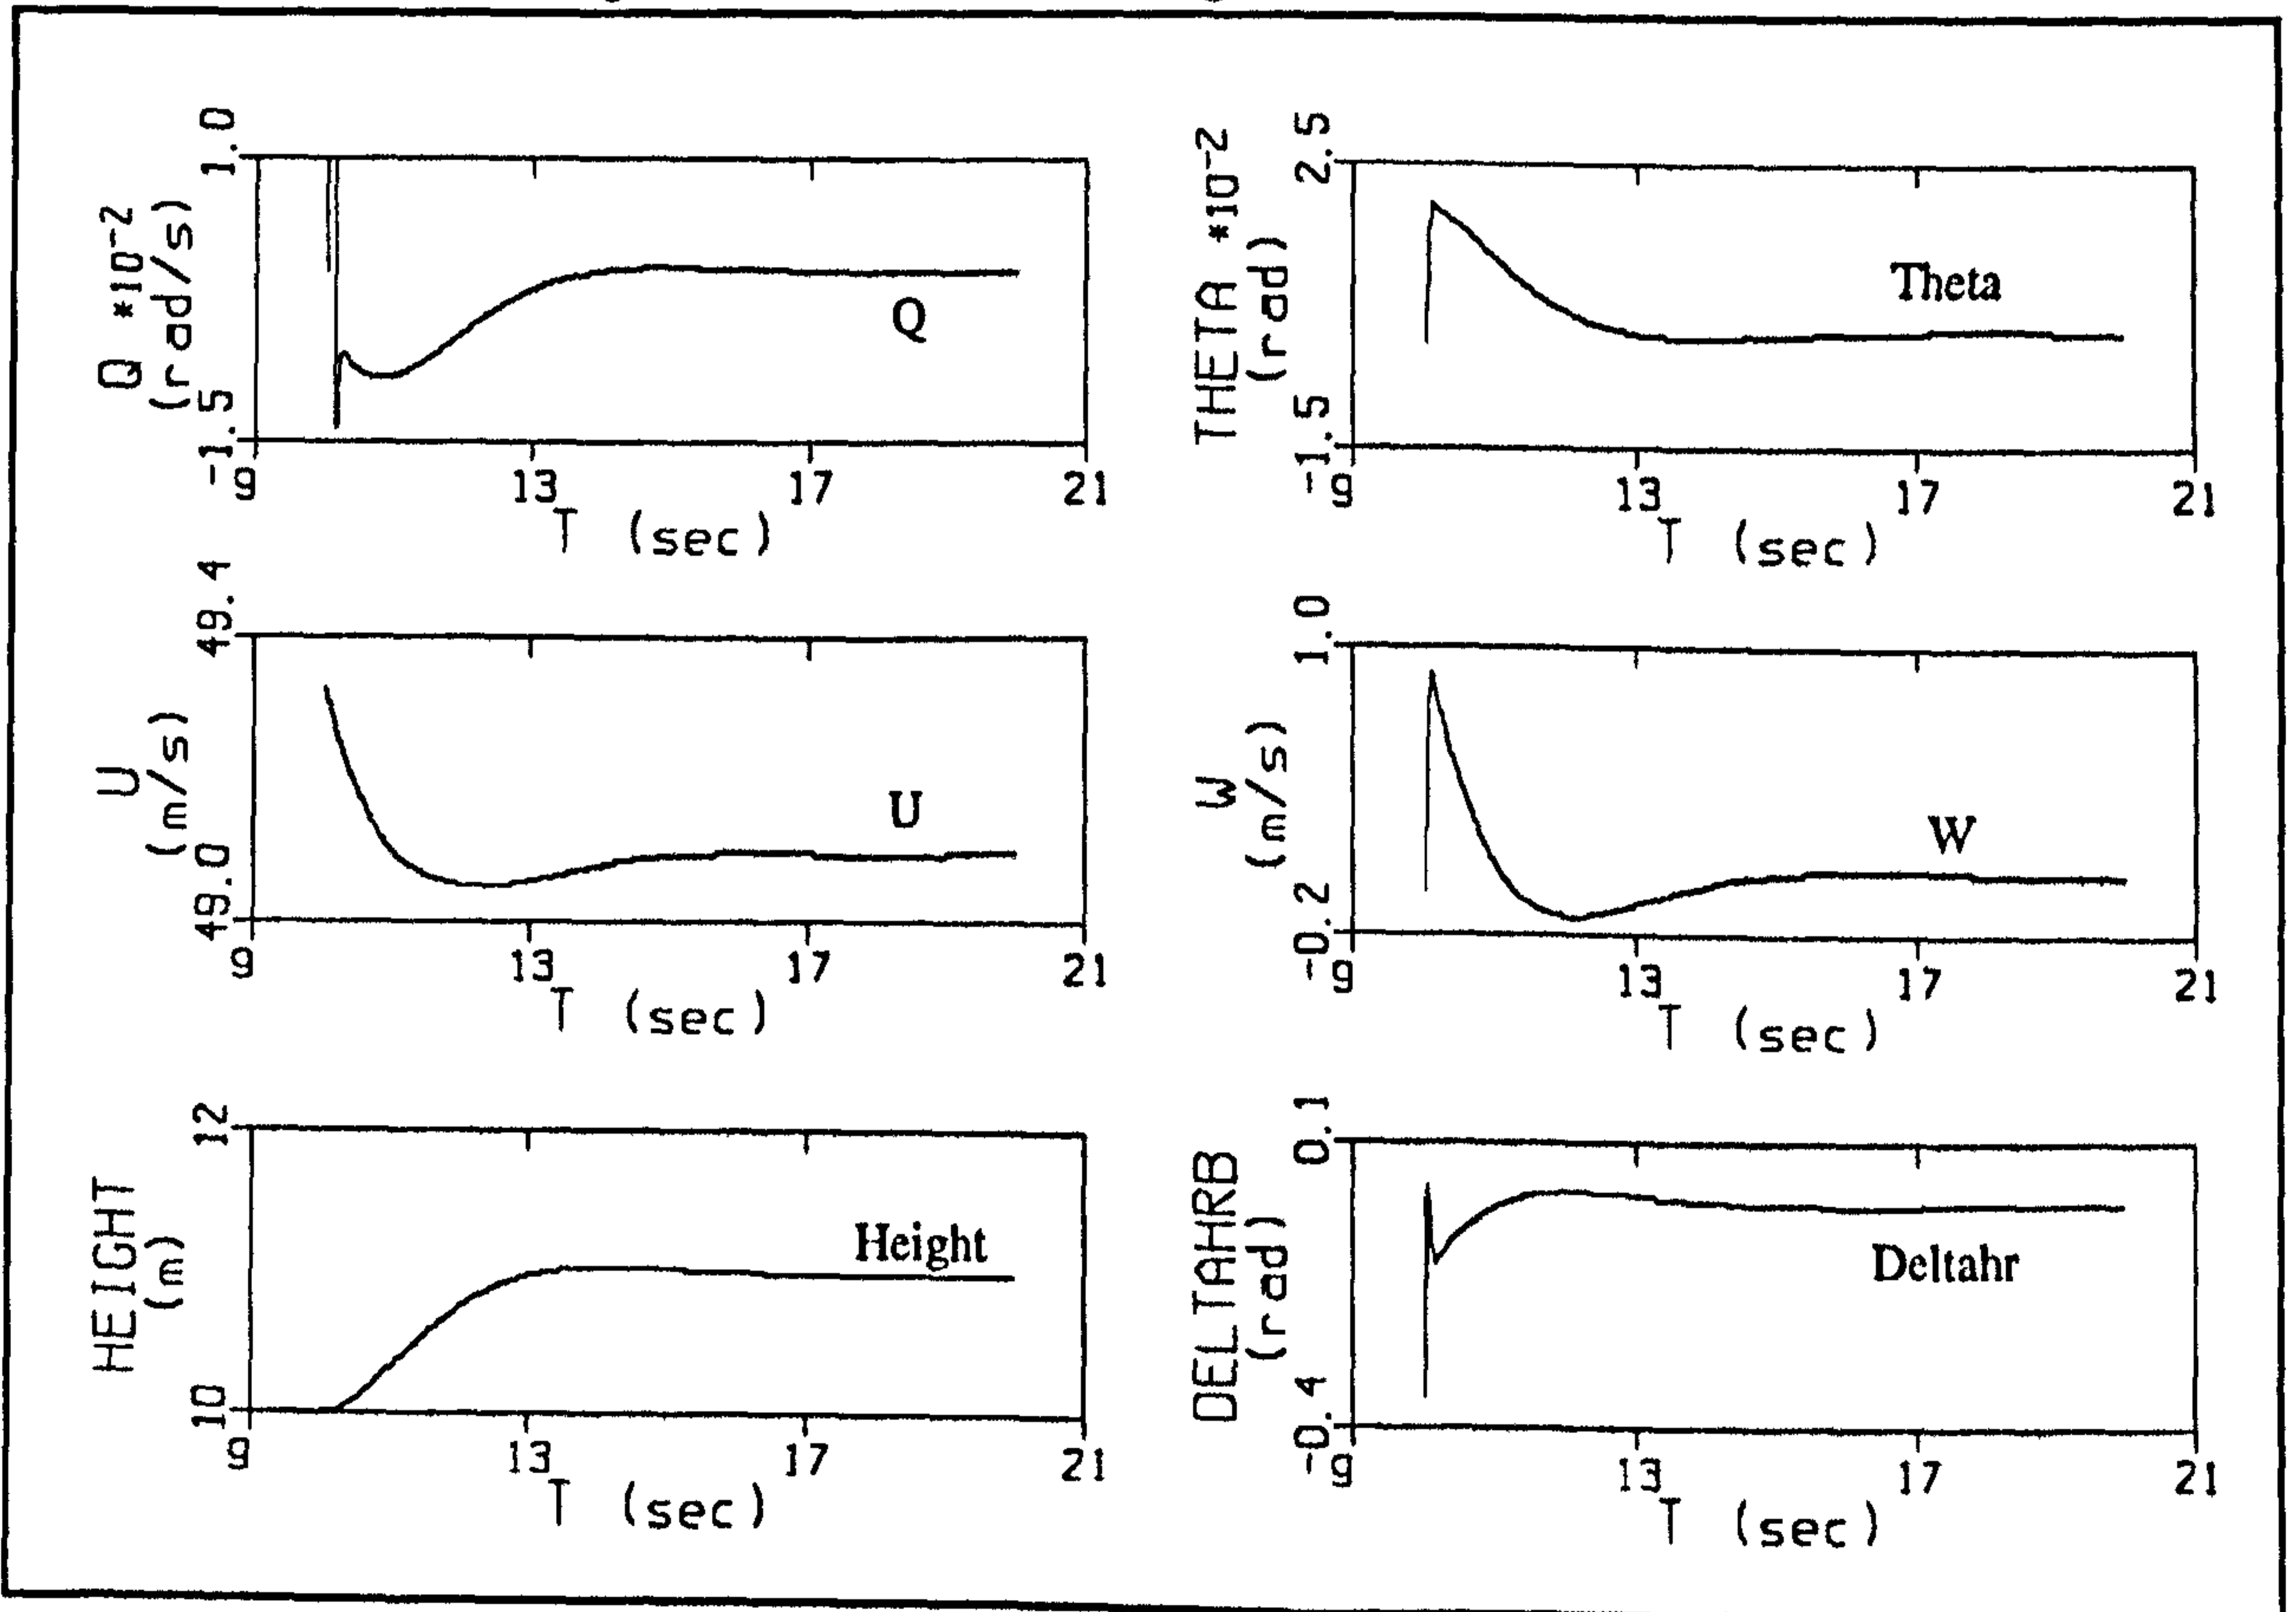 1.0
Q *10-2
(rad/s)
-1.5
Q
9 13 17 21
T (sec)
2.5
THETA *10-2
(rad)
-1.5
Theta
9 13 17 21
T (sec)
49.4
U
(m/s)
49.0
U
9 13 17 21
T (sec)
1.0
W
(m/s)
-0.2
W
9 13 17 21
T (sec)
12
HEIGHT
(m)
10
Height
9 13 17 21
T (sec)
0.1
DELTAHRB
(rad)
-0.4
Deltahr
9 13 17 21
T (sec)